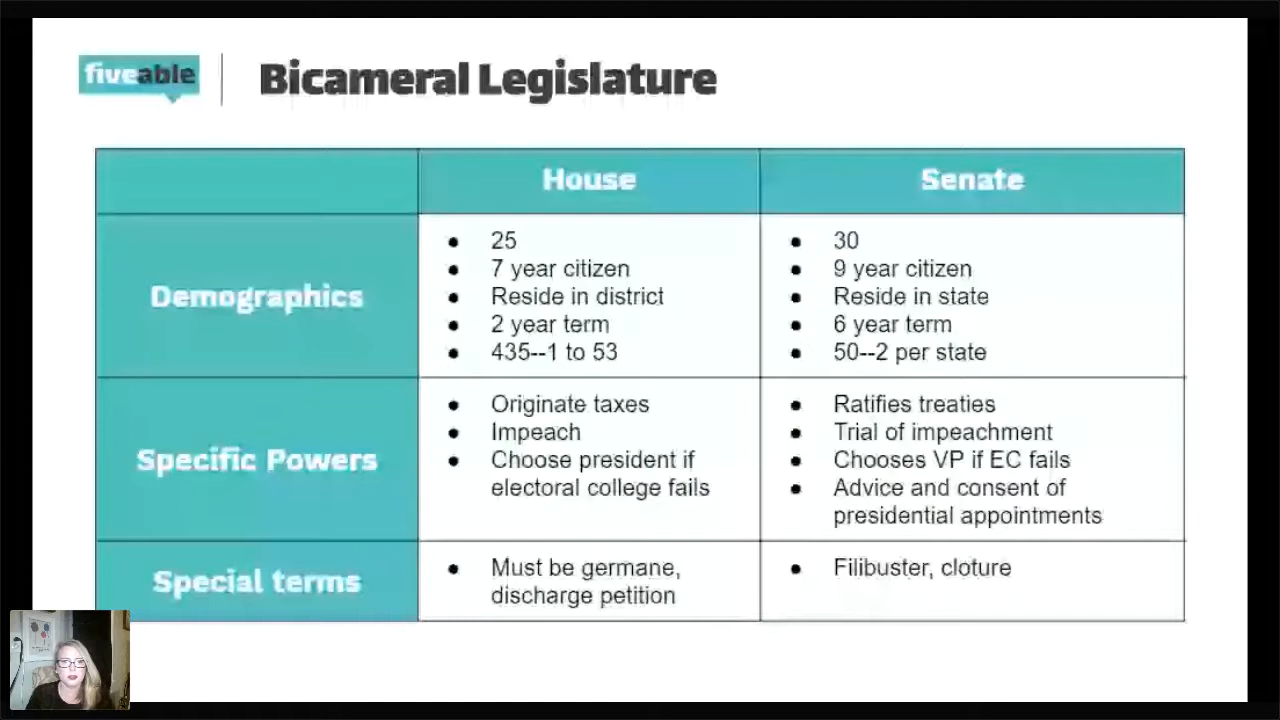 fiveable
Bicameral Legislature
House
Senate
Demographics
● 25
● 7 year citizen
● Reside in district
● 2 year term
● 435--1 to 53
● 30
● 9 year citizen
● Reside in state
● 6 year term
● 50--2 per state
Specific Powers
● Originate taxes
● Impeach
● Choose president if
electoral college fails
● Ratifies treaties
● Trial of impeachment
● Chooses VP if EC fails
● Advice and consent of
presidential appointments
Special terms
● Must be germane,
discharge petition
● Filibuster, cloture